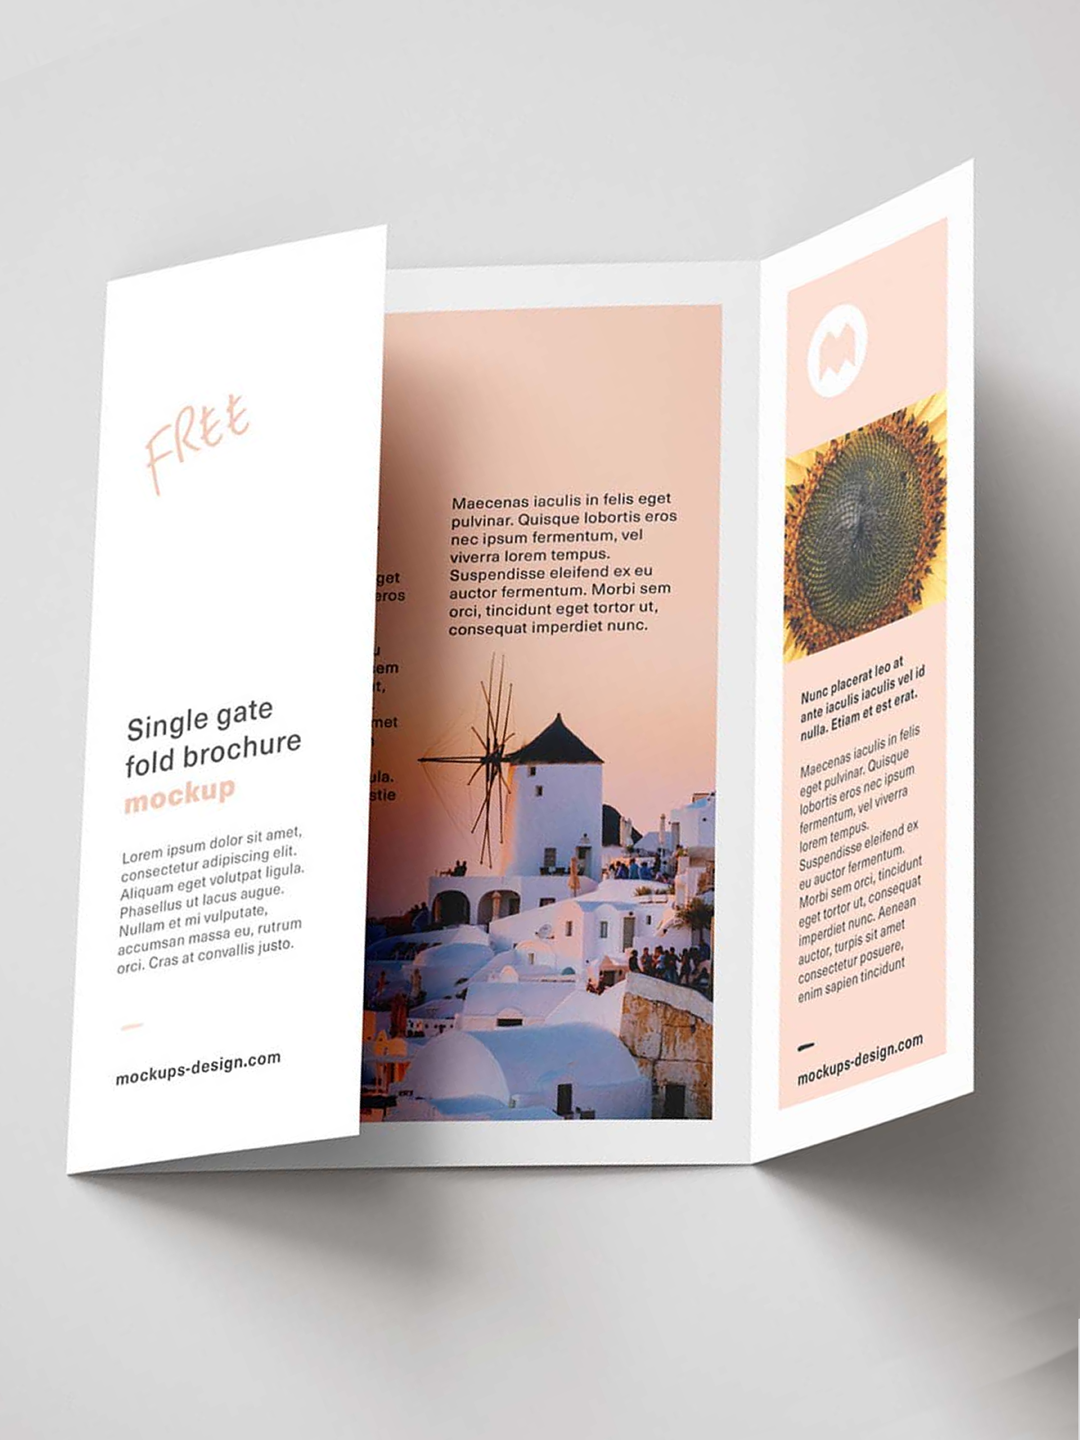 FREE
Single gate
fold brochure
mockup
Lorem ipsum dolor sit amet,
consectetur adipiscing elit.
Aliquam eget volutpat ligula.
Phasellus ut lacus augue.
Nullam et mi vulputate,
accumsan massa eu, rutrum
orci. Cras at convallis justo.
mockups-design.com
Maecenas iaculis in felis eget
pulvinar. Quisque lobortis eros
nec ipsum fermentum, vel
viverra lorem tempus.
Suspendisse eleifend ex eu
auctor fermentum. Morbi sem
orci, tincidunt eget tortor ut,
consequat imperdiet nunc.
Nunc placerat leo at
ante iaculis iaculis vel id
nulla. Etiam et est erat.
Maecenas iaculis in felis
eget pulvinar. Quisque
lobortis eros nec ipsum
fermentum, vel viverra
lorem tempus.
Suspendisse eleifend ex
eu auctor fermentum.
Morbi sem orci, tincidunt
eget tortor ut, consequat
imperdiet nunc. Aenean
auctor, turpis sit amet
consectetur posuere,
enim sapien tincidunt
mockups-design.com